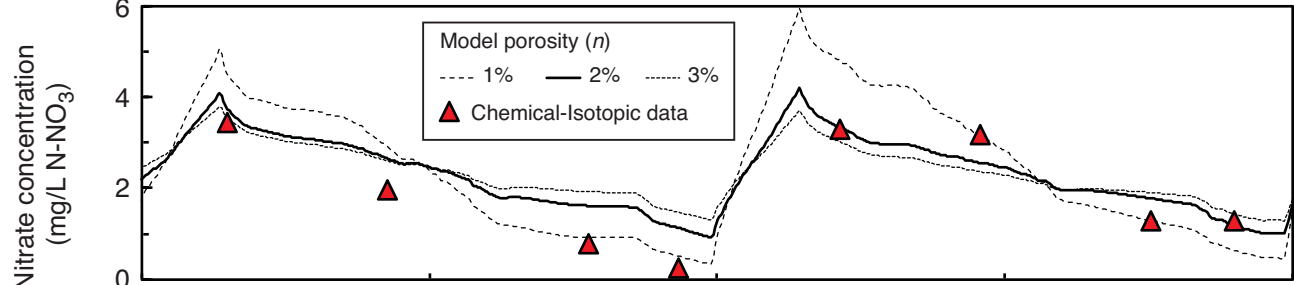 Nitrate concentration
(mg/L N-NO3)
6
4
2
0
Model porosity (n)
1% 2% 3%
Chemical-Isotopic data